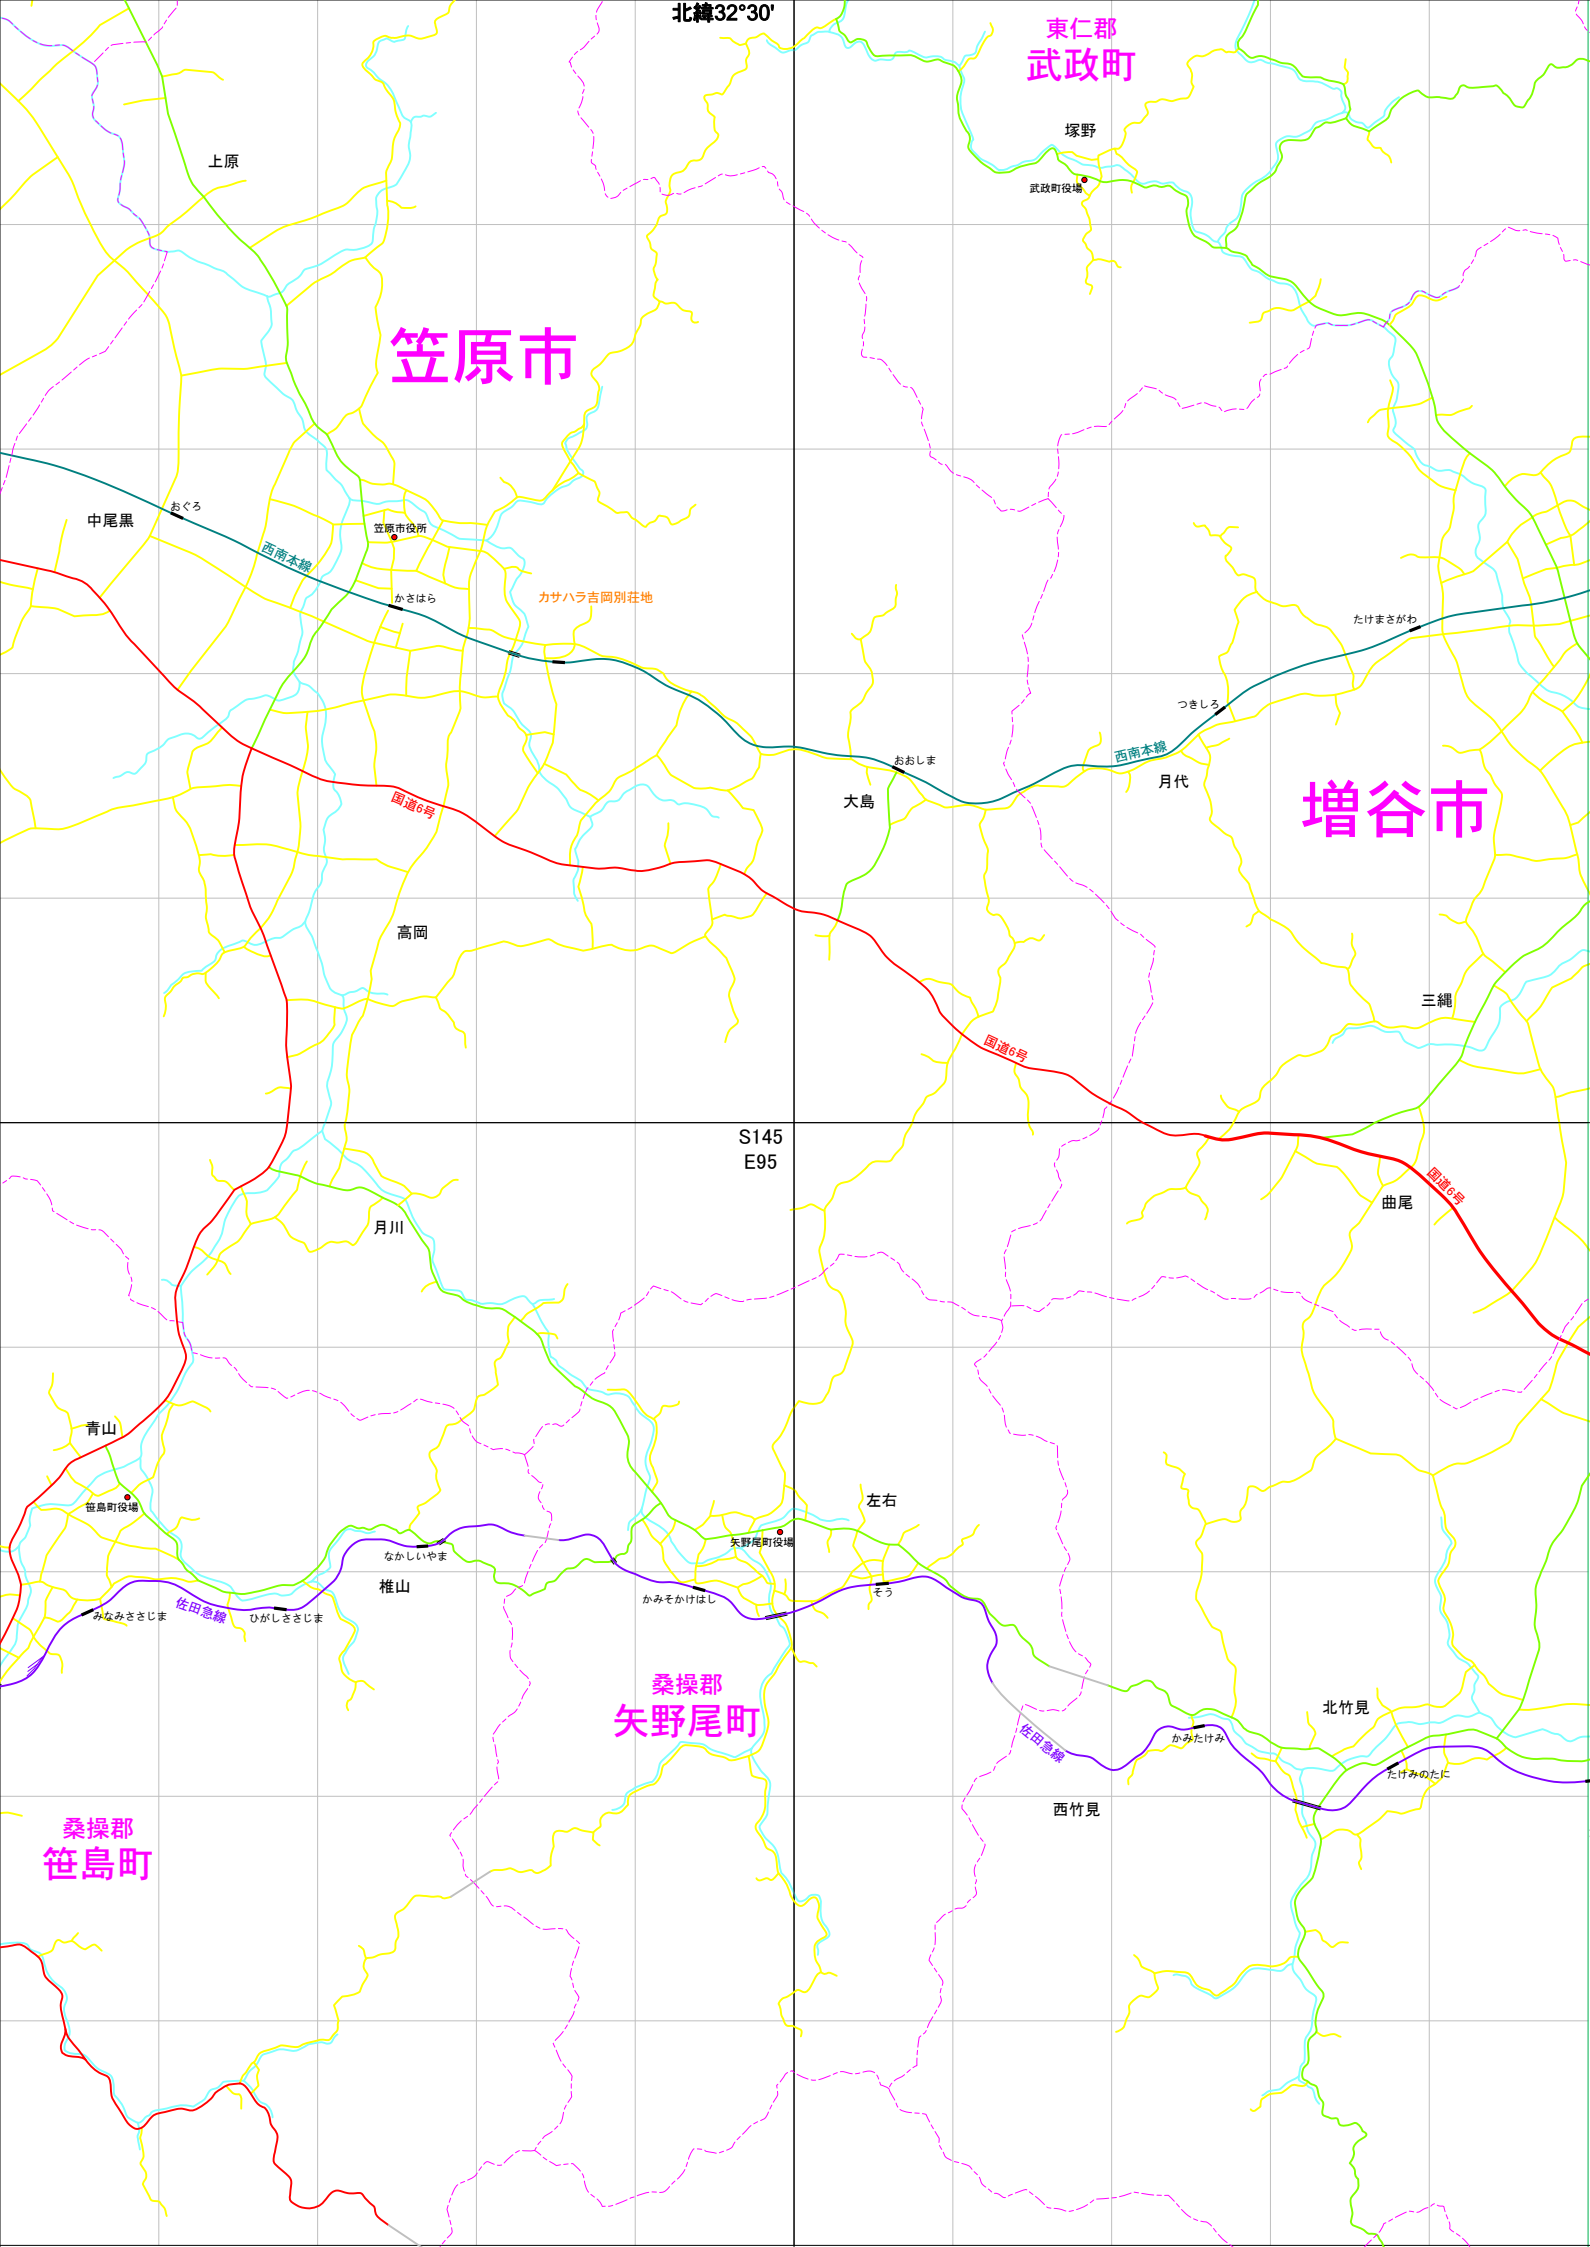 北緯32°30'
東仁郡
武政町
塚野
武政町役場
上原
笠原市
おぐろ
中尾黒
西南本線
笠原市役所
かさはら
カサハラ吉岡別荘地
たけまさがわ
つきしろ
西南本線
月代
おおしま
大島
増谷市
国道6号
高岡
三縄
国道6号
S145
E95
国道6号
曲尾
月川
青山
笹島町役場
左右
矢野尾町役場
なかしいやま
椎山
かみそかけはし
そう
みなみささじま
佐田急線
ひがしささじま
桑操郡
矢野尾町
北竹見
佐田急線
かみたけみ
たけみのたに
西竹見
桑操郡
笹島町